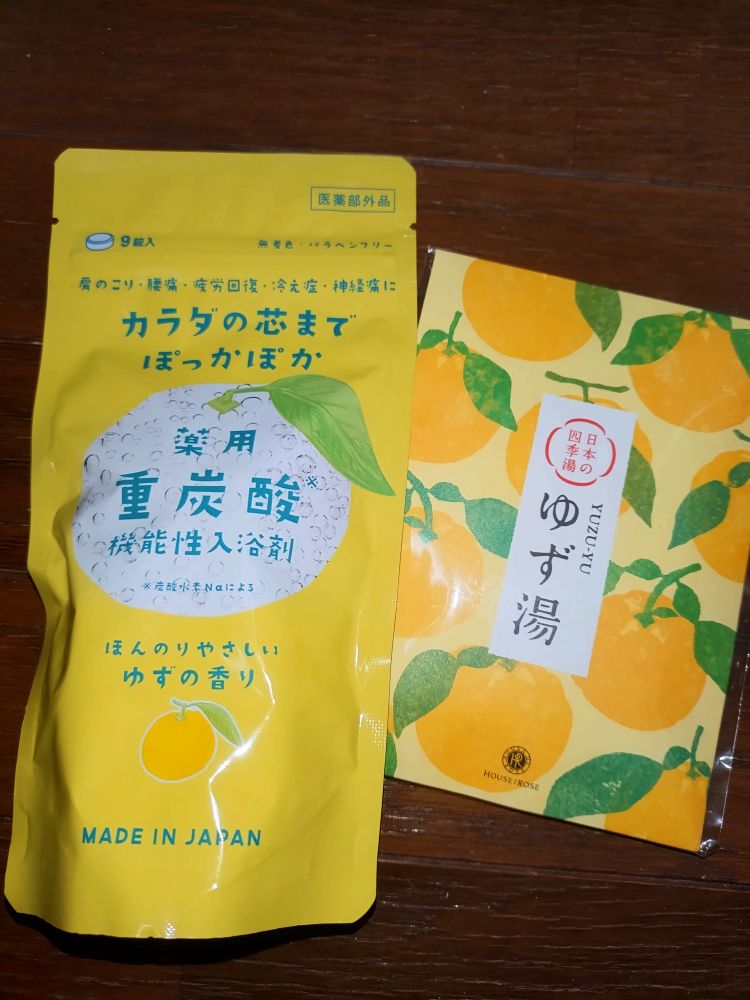 医薬部外品
9錠入
無着色・パラベンフリー
肩のこり・腰痛・疲労回復・冷え症・神経痛に
カラダの芯まで
ぽっかぽか
薬用
重炭酸※
機能性入浴剤
※炭酸水素Naによる
ほんのりやさしい
ゆずの香り
MADE IN JAPAN
日本の
四季湯
ゆず湯
YUZU-YU
HR
HOUSE OF ROSE